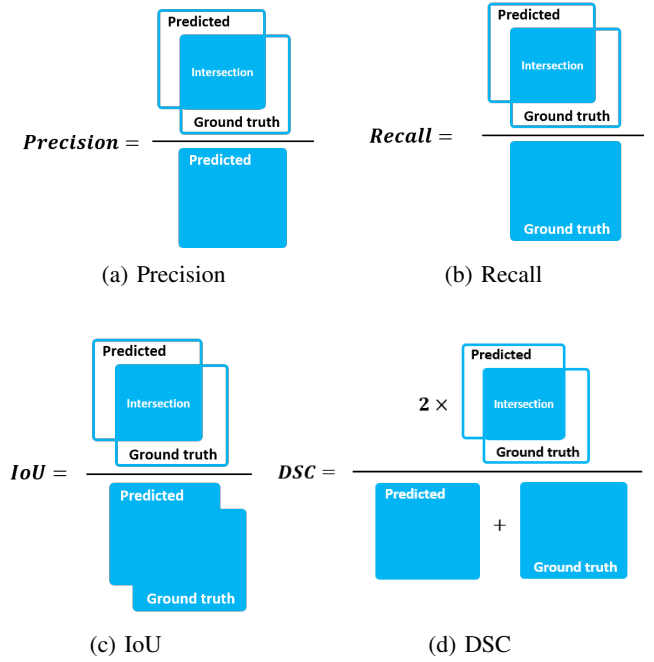 Predicted
Intersection
Ground truth
Precision =
Predicted
(a) Precision
Predicted
Intersection
Ground truth
Recall =
Ground truth
(b) Recall
Predicted
Intersection
Ground truth
IoU =
Predicted
Ground truth
(c) IoU
Predicted
2 ×
Intersection
Ground truth
DSC =
Predicted
+
Ground truth
(d) DSC